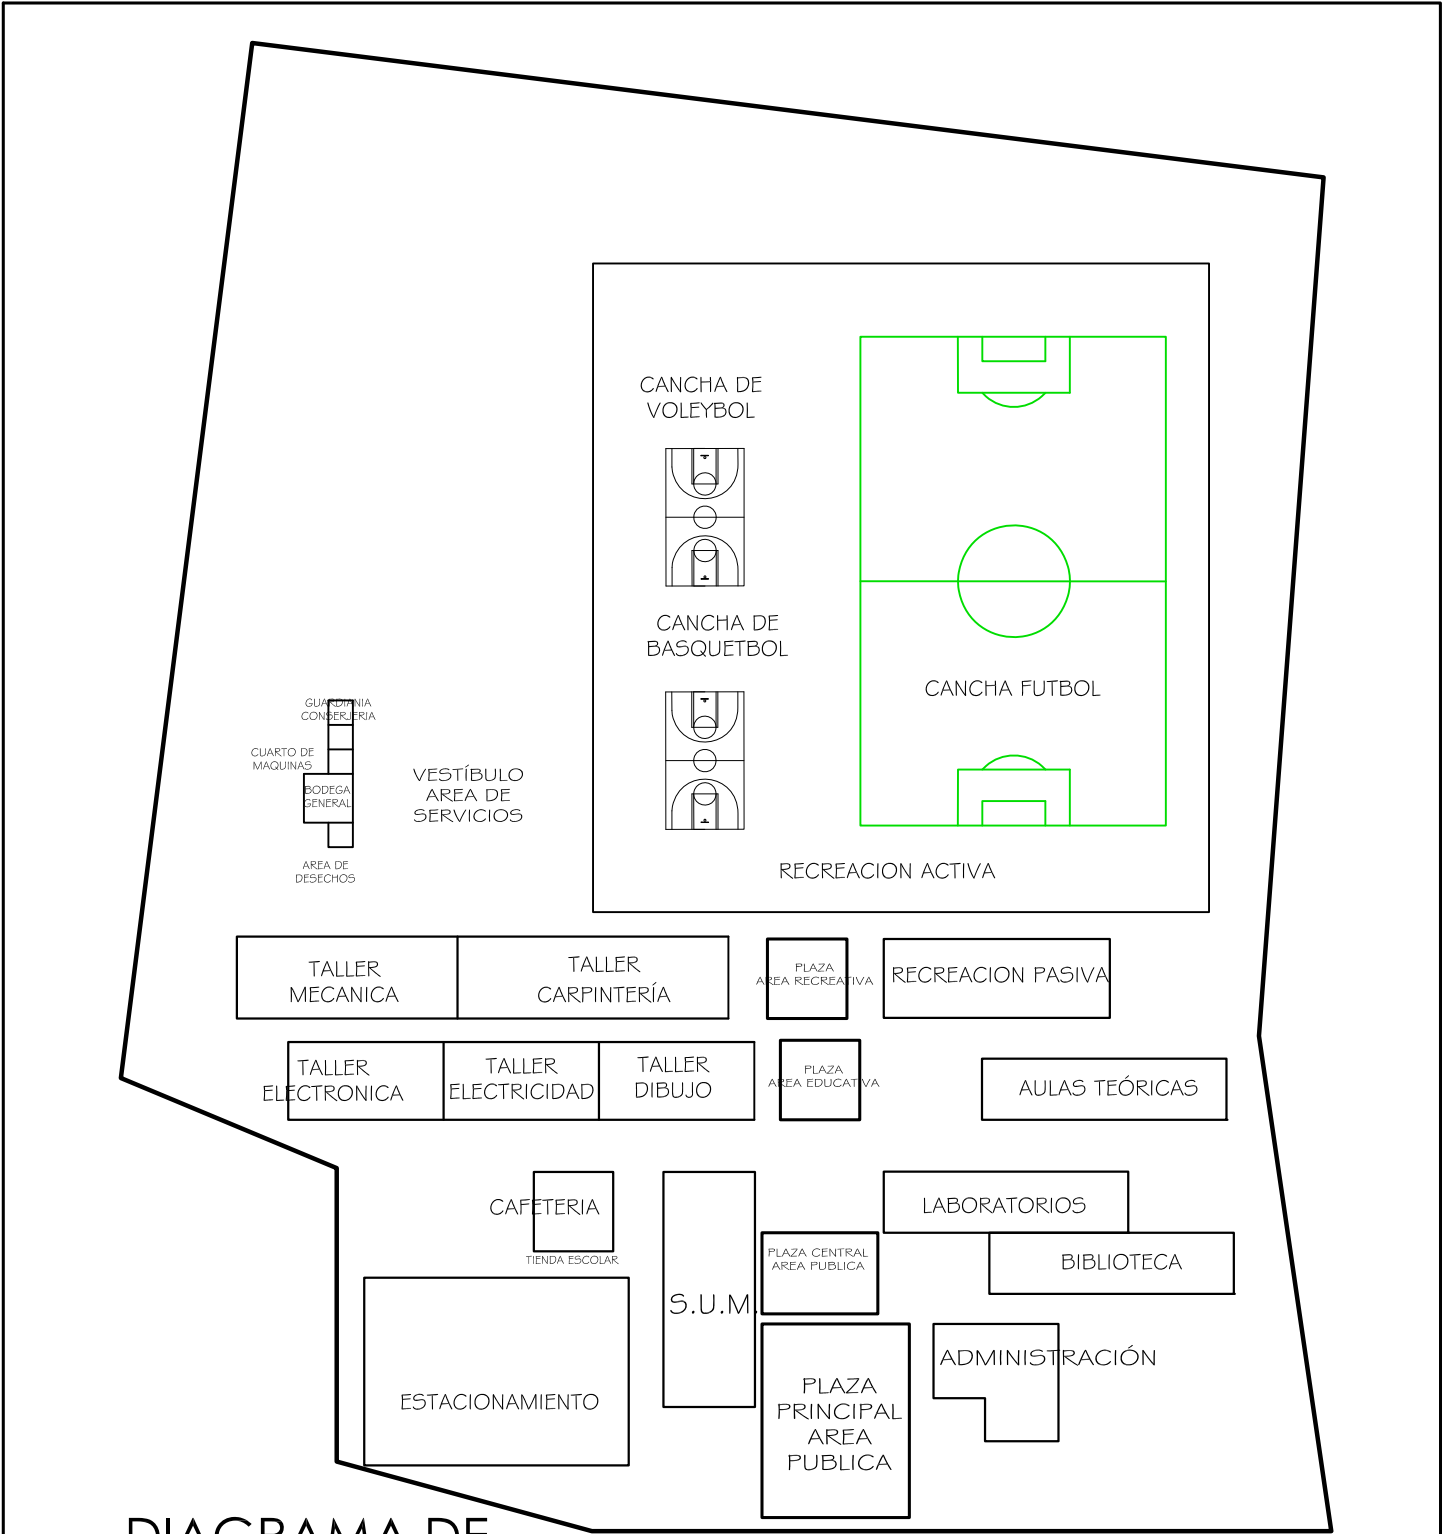 CANCHA DE
VOLEYBOL
CANCHA DE
BASQUETBOL
CANCHA FUTBOL
RECREACION ACTIVA
GUARDIANIA
CONSERJERIA
CUARTO DE
MAQUINAS
BODEGA
GENERAL
AREA DE
DESECHOS
VESTÍBULO
AREA DE
SERVICIOS
TALLER
MECANICA
TALLER
CARPINTERÍA
PLAZA
AREA RECREATIVA
RECREACION PASIVA
TALLER
ELECTRONICA
TALLER
ELECTRICIDAD
TALLER
DIBUJO
PLAZA
AREA EDUCATIVA
AULAS TEÓRICAS
CAFETERIA
TIENDA ESCOLAR
S.U.M.
LABORATORIOS
PLAZA CENTRAL
AREA PUBLICA
BIBLIOTECA
ESTACIONAMIENTO
PLAZA
PRINCIPAL
AREA
PUBLICA
ADMINISTRACIÓN
DIAGRAMA DE